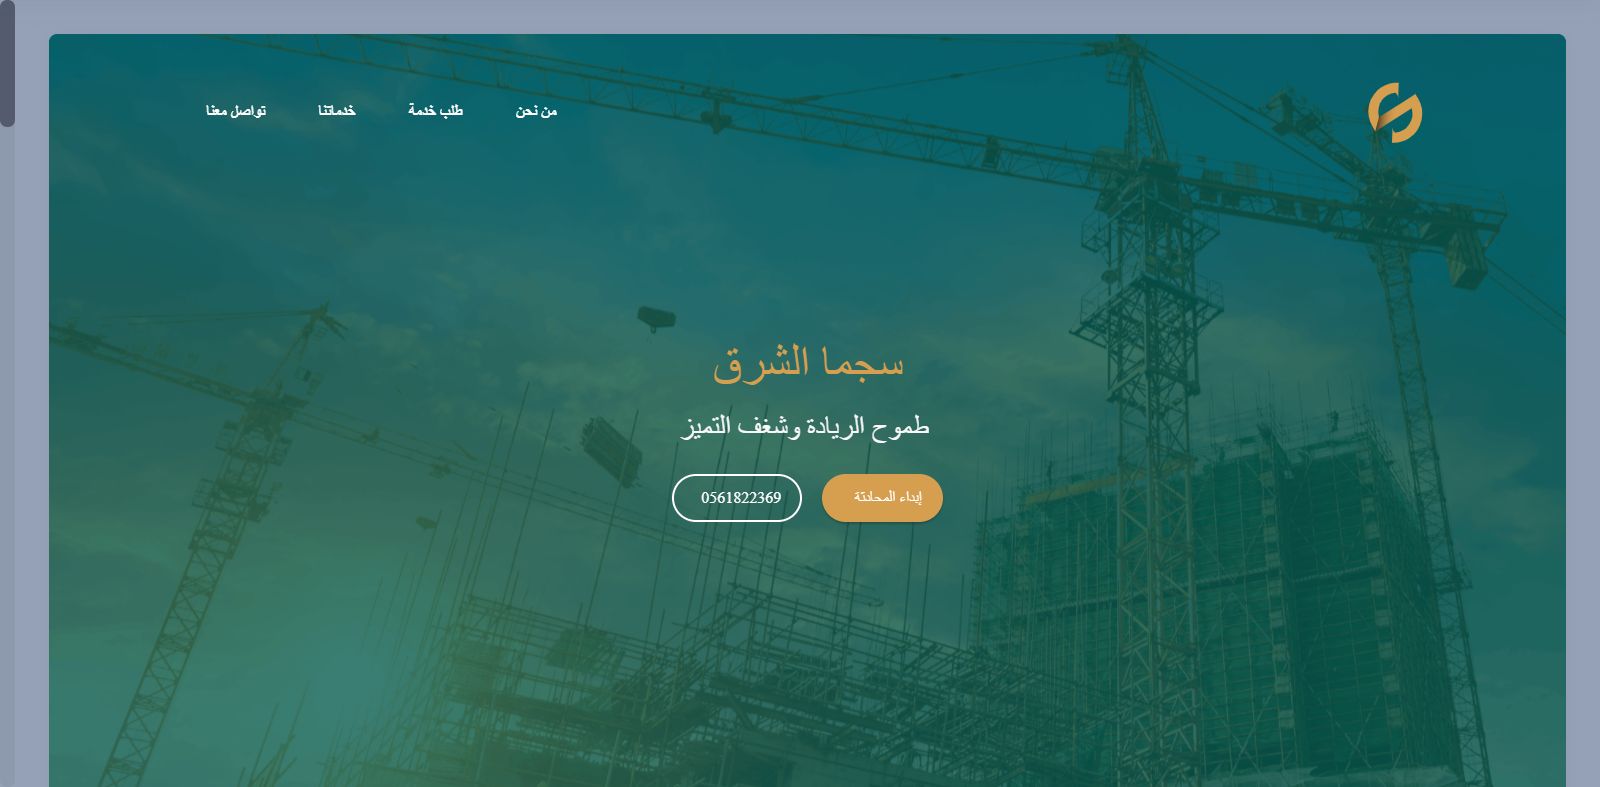 من نحن
طلب خدمة
خدماتنا
تواصل معنا
سجما الشرق
طموح الريادة وشغف التميز
إبداء المحادثة
0561822369